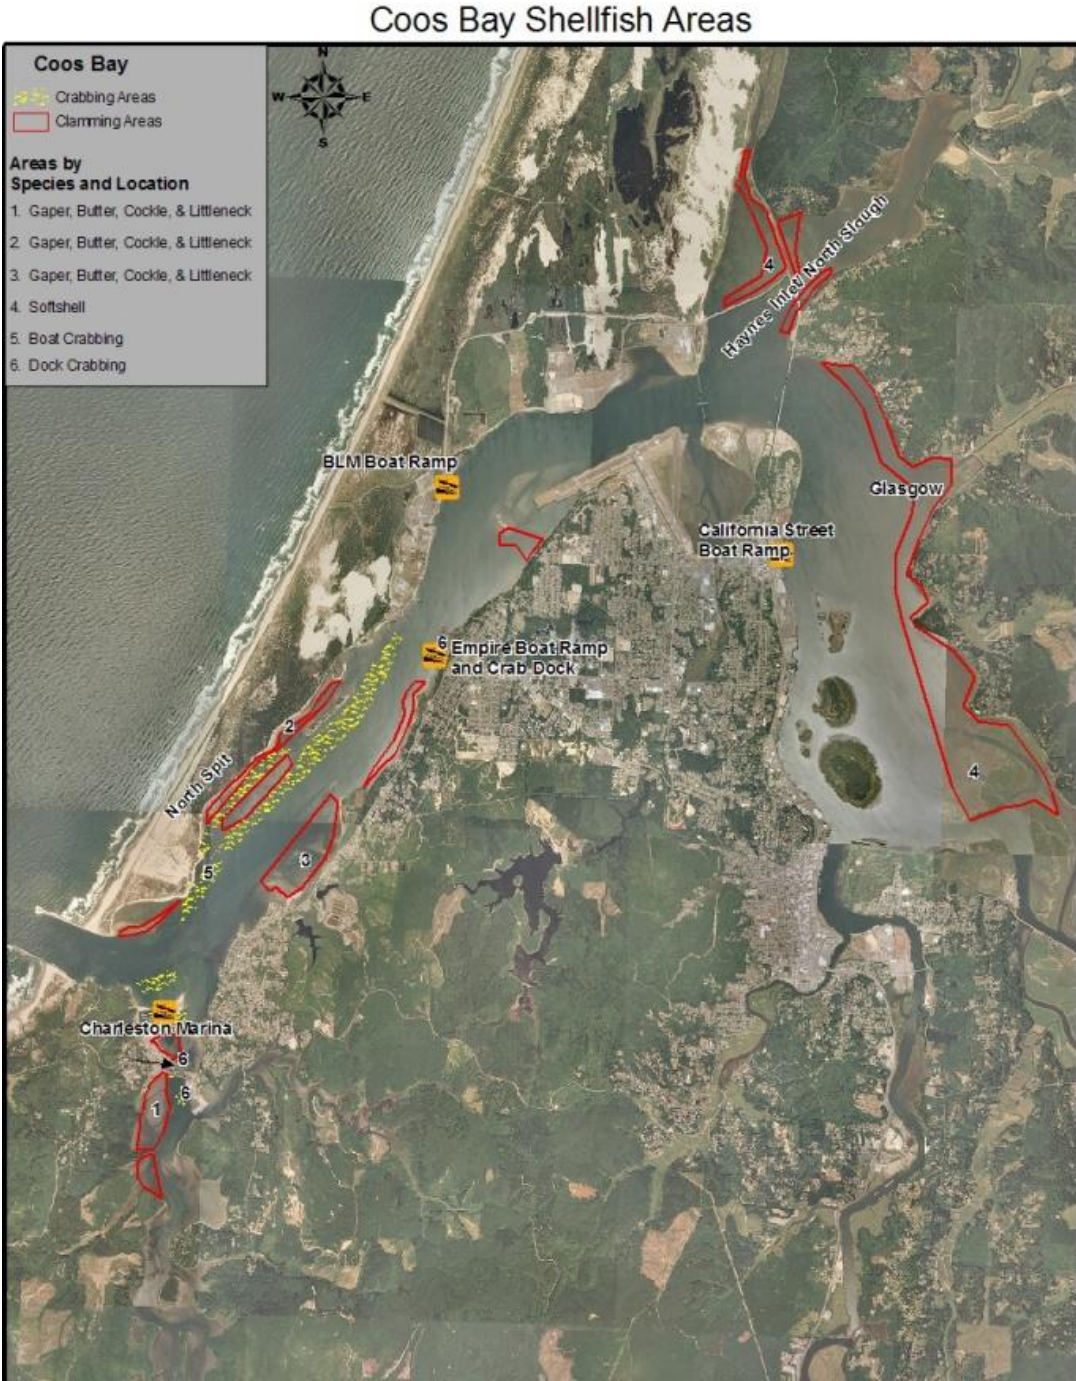 Coos Bay Shellfish Areas
Coos Bay
Crabbing Areas
Clamming Areas
Areas by
Species and Location
1. Gaper, Butter, Cockle, & Littleneck
2. Gaper, Butter, Cockle, & Littleneck
3. Gaper, Butter, Cockle, & Littleneck
4. Softshell
5. Boat Crabbing
6. Dock Crabbing
N
W
E
S
4
Haynes Inlet/ North Slough
BLM Boat Ramp
Glasgow
California Street
Boat Ramp
6
Empire Boat Ramp
and Crab Dock
2
North Spit
4
3
5
Charleston Marina
6
6
1